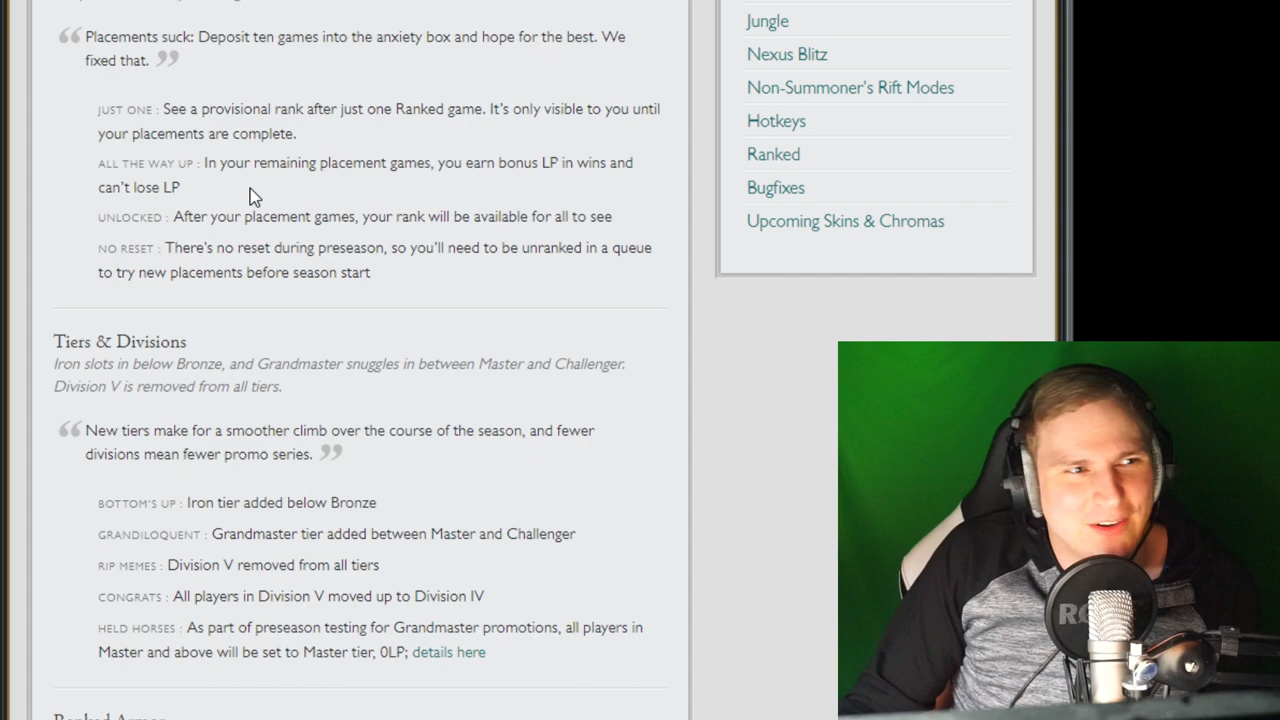 Placements suck: Deposit ten games into the anxiety box and hope for the best. We
fixed that.
JUST ONE : See a provisional rank after just one Ranked game. It's only visible to you until
your placements are complete.
ALL THE WAY UP : In your remaining placement games, you earn bonus LP in wins and
can't lose LP
UNLOCKED : After your placement games, your rank will be available for all to see
NO RESET : There's no reset during preseason, so you'll need to be unranked in a queue
to try new placements before season start
Tiers & Divisions
Iron slots in below Bronze, and Grandmaster snuggles in between Master and Challenger.
Division V is removed from all tiers.
New tiers make for a smoother climb over the course of the season, and fewer
divisions mean fewer promo series.
BOTTOM'S UP : Iron tier added below Bronze
GRANDILOQUENT : Grandmaster tier added between Master and Challenger
RIP MEMES : Division V removed from all tiers
CONGRATS : All players in Division V moved up to Division IV
HELD HORSES : As part of preseason testing for Grandmaster promotions, all players in
Master and above will be set to Master tier, 0LP; details here
Jungle
Nexus Blitz
Non-Summoner's Rift Modes
Hotkeys
Ranked
Bugfixes
Upcoming Skins & Chromas